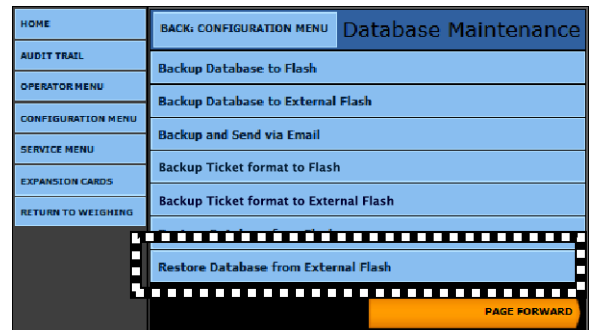 HOME
AUDIT TRAIL
OPERATOR MENU
CONFIGURATION MENU
SERVICE MENU
EXPANSION CARDS
RETURN TO WEIGHING
BACK: CONFIGURATION MENU
Database Maintenance
Backup Database to Flash
Backup Database to External Flash
Backup and Send via Email
Backup Ticket format to Flash
Backup Ticket format to External Flash
Restore Database from External Flash
PAGE FORWARD